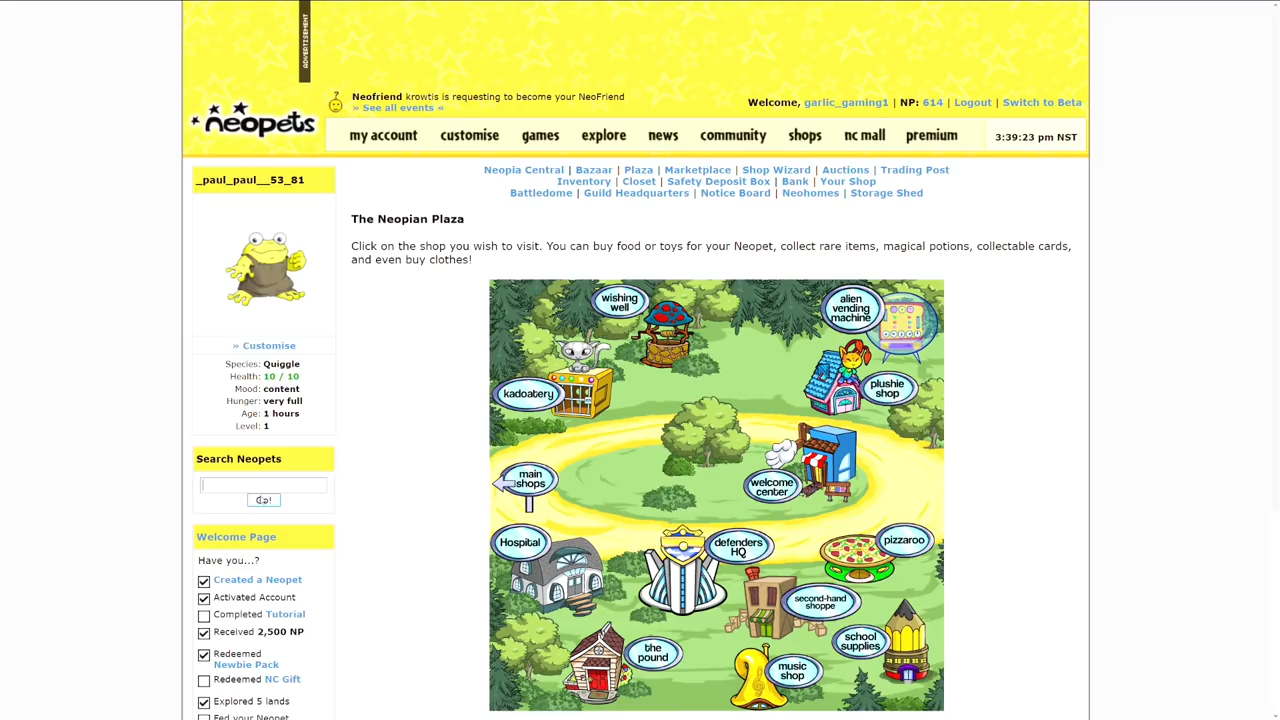 ADVERTISEMENT
Neofriend krowtis is requesting to become your NeoFriend
» See all events «
Welcome, garlic_gaming1 | NP: 614 | Logout | Switch to Beta
neopets
my account customise games explore news community shops nc mall premium 3:39:23 pm NST
_paul_paul__53_81
Neopia Central | Bazaar | Plaza | Marketplace | Shop Wizard | Auctions | Trading Post
Inventory | Closet | Safety Deposit Box | Bank | Your Shop
Battledome | Guild Headquarters | Notice Board | Neohomes | Storage Shed
The Neopian Plaza
Click on the shop you wish to visit. You can buy food or toys for your Neopet, collect rare items, magical potions, collectable cards,
and even buy clothes!
» Customise
Species: Quiggle
Health: 10 / 10
Mood: content
Hunger: very full
Age: 1 hours
Level: 1
Search Neopets
Go!
Welcome Page
Have you...?
Created a Neopet
Activated Account
Completed Tutorial
Received 2,500 NP
Redeemed
Newbie Pack
Redeemed NC Gift
Explored 5 lands
Fed your Neopet
wishing
well
alien
vending
machine
kadoatery
plushie
shop
main
shops
welcome
center
Hospital
defenders
HQ
pizzaroo
second-hand
shoppe
school
supplies
the
pound
music
shop